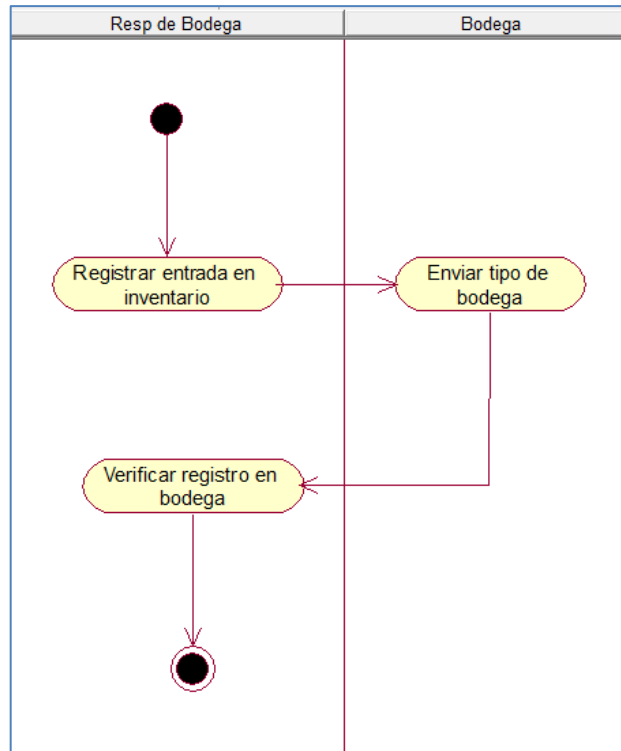 Resp de Bodega
Bodega
Registrar entrada en
inventario
Enviar tipo de
bodega
Verificar registro en
bodega